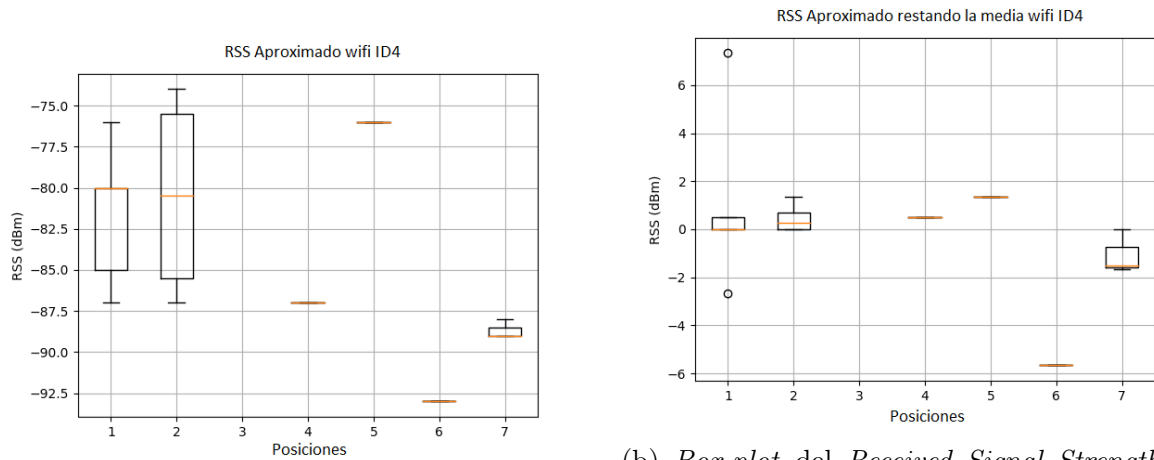 RSS Aproximado wifi ID4
−75.0
−77.5
−80.0
−82.5
−85.0
−87.5
−90.0
−92.5
RSS (dBm)
1 2 3 4 5 6 7
Posiciones
RSS Aproximado restando la media wifi ID4
6
4
2
0
−2
−4
−6
RSS (dBm)
1 2 3 4 5 6 7
Posiciones
(b) Box-plot del Received Signal Strength